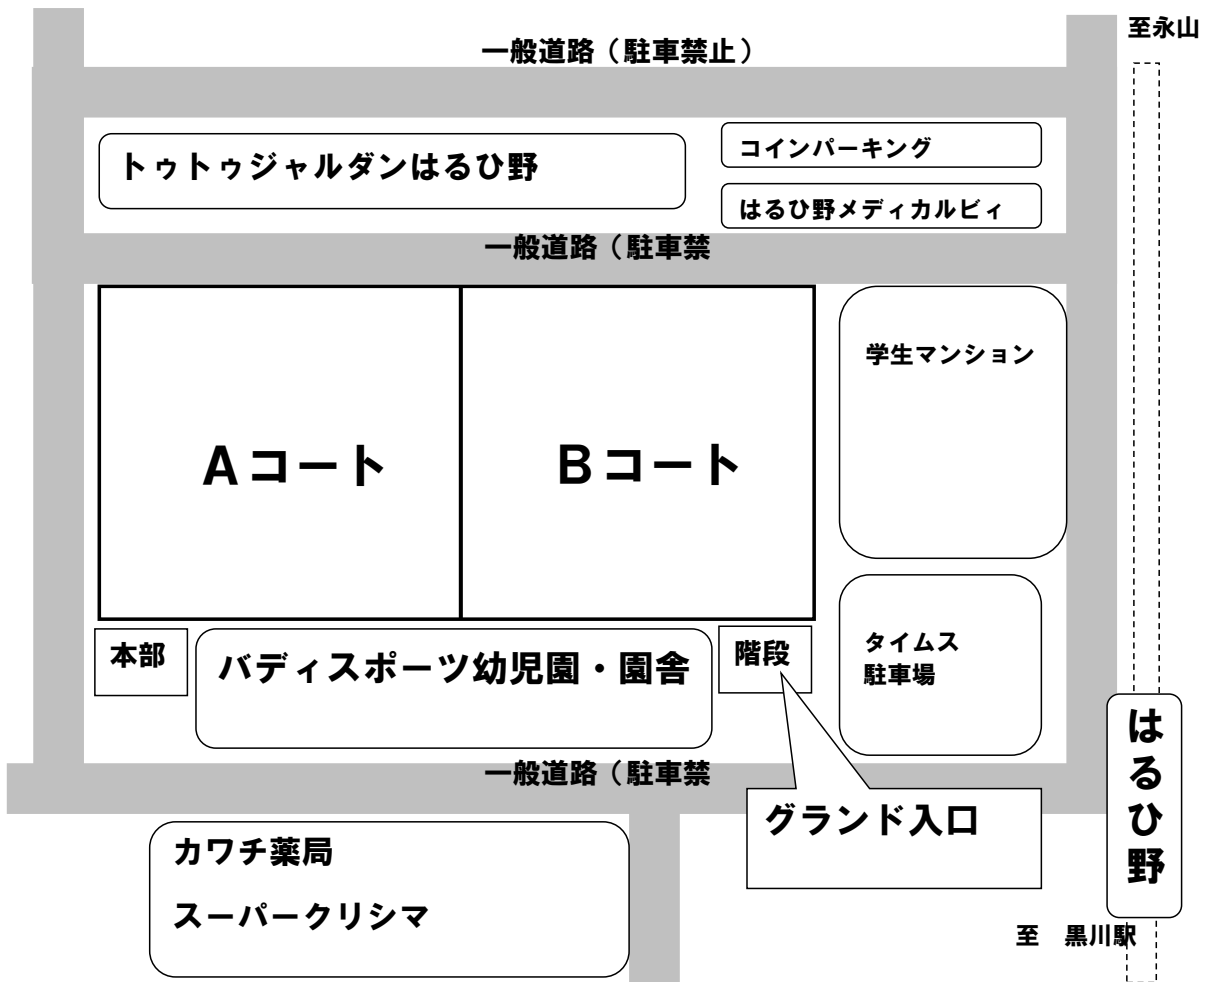 至永山
一般道路（駐車禁止）
トゥトゥジャルダンはるひ野
コインパーキング
はるひ野メディカルビィ
一般道路（駐車禁
学生マンション
Ａコート
Ｂコート
本部
バディスポーツ幼児園・園舎
階段
タイムス
駐車場
はるひ野
一般道路（駐車禁
グランド入口
カワチ薬局
スーパークリシマ
至　黒川駅